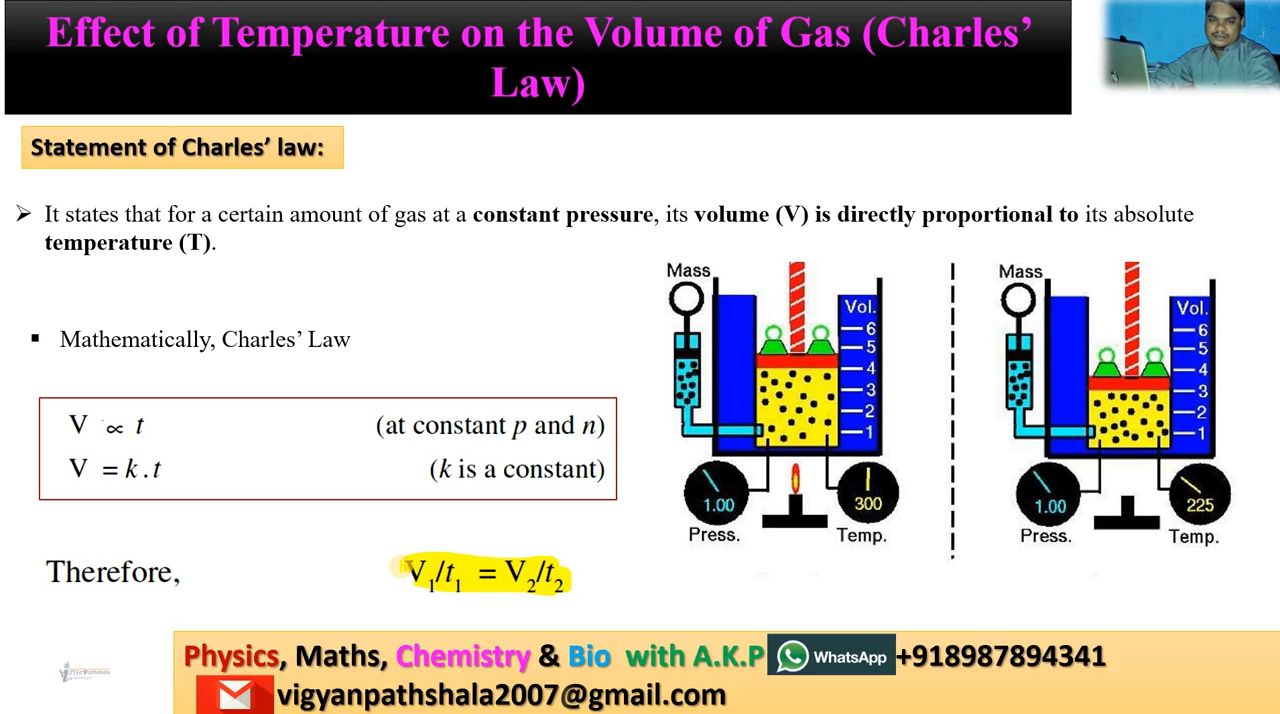 Effect of Temperature on the Volume of Gas (Charles’
Law)
Statement of Charles’ law:
➢ It states that for a certain amount of gas at a constant pressure, its volume (V) is directly proportional to its absolute
temperature (T).
▪ Mathematically, Charles’ Law
V ∝ t (at constant p and n)
V = k . t (k is a constant)
Therefore, V₁/t₁ = V₂/t₂
Mass
Vol.
6
5
4
3
2
1
1.00
300
Press.
Temp.
Mass
Vol.
6
5
4
3
2
1
1.00
225
Press.
Temp.
Physics, Maths, Chemistry & Bio with A.K.P WhatsApp +918987894341
vigyanpathshala2007@gmail.com